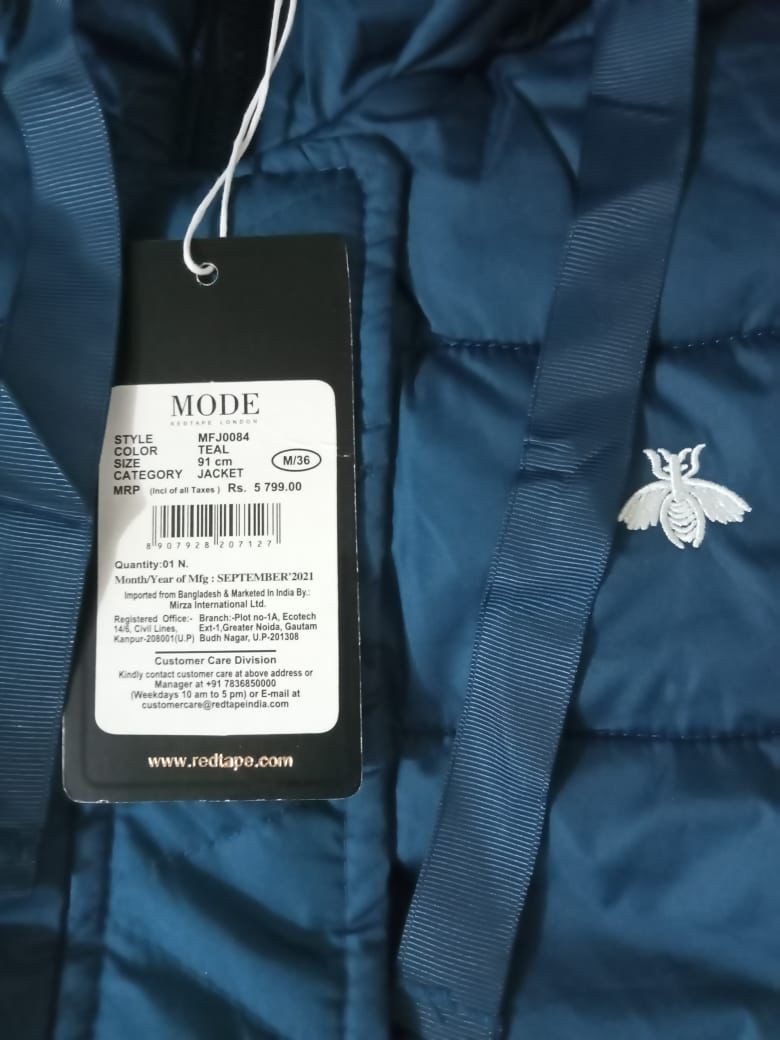 MODE
REDTAPE LONDON
STYLE MFJ0084
COLOR TEAL
SIZE 91 cm M/36
CATEGORY JACKET
MRP (Incl of all Taxes ) Rs. 5 799.00
8 907928 207127
Quantity:01 N.
Month/Year of Mfg : SEPTEMBER'2021
Imported from Bangladesh & Marketed In India By.:
Mirza International Ltd.
Registered Office:- Branch:-Plot no-1A, Ecotech
14/6, Civil Lines, Ext-1,Greater Noida, Gautam
Kanpur-208001(U.P) Budh Nagar, U.P-201308
Customer Care Division
Kindly contact customer care at above address or
Manager at +91 7836850000
(Weekdays 10 am to 5 pm) or E-mail at
customercare@redtapeindia.com
www.redtape.com